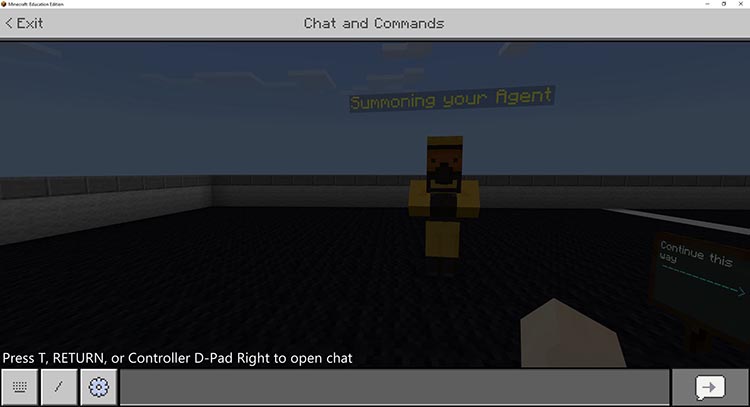 Minecraft: Education Edition
< Exit
Chat and Commands
Summoning your Agent
Continue this
way
Press T, RETURN, or Controller D-Pad Right to open chat
/